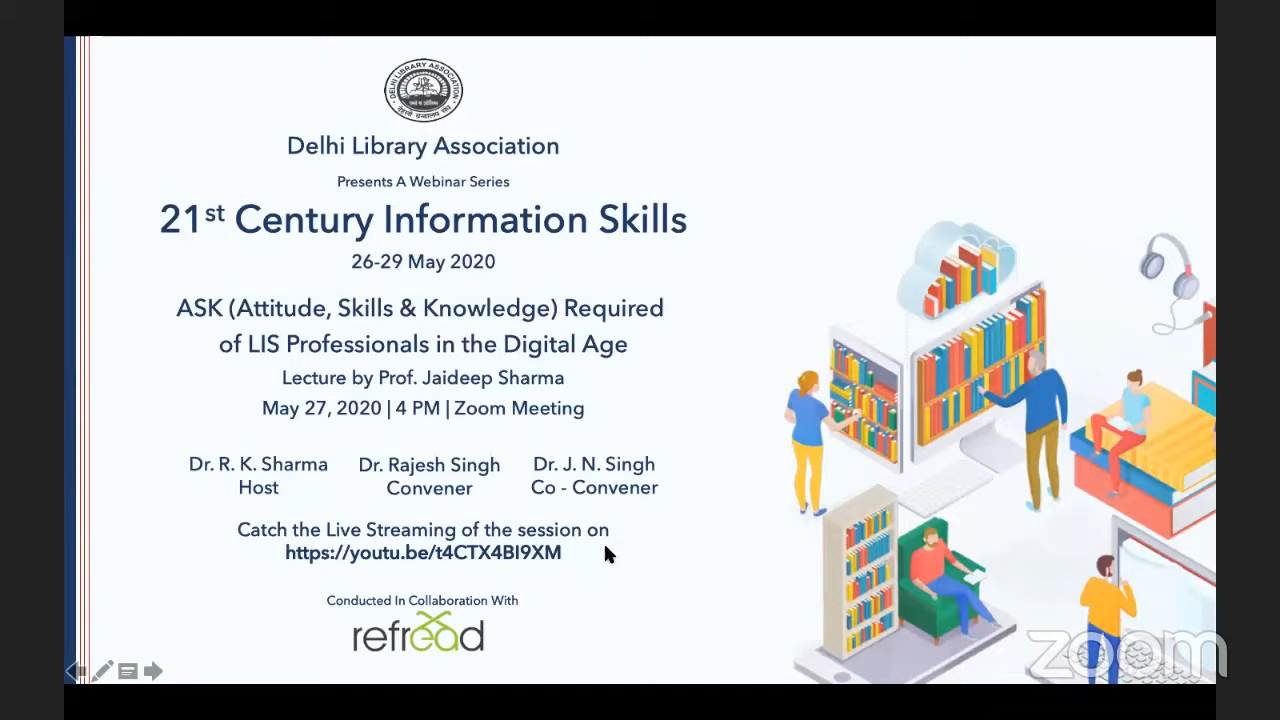 DELHI LIBRARY ASSOCIATION
Delhi Library Association
Presents A Webinar Series
21st Century Information Skills
26-29 May 2020
ASK (Attitude, Skills & Knowledge) Required
of LIS Professionals in the Digital Age
Lecture by Prof. Jaideep Sharma
May 27, 2020 | 4 PM | Zoom Meeting
Dr. R. K. Sharma Dr. Rajesh Singh Dr. J. N. Singh
Host Convener Co - Convener
Catch the Live Streaming of the session on
https://youtu.be/t4CTX4BI9XM
Conducted In Collaboration With
refread
zoom